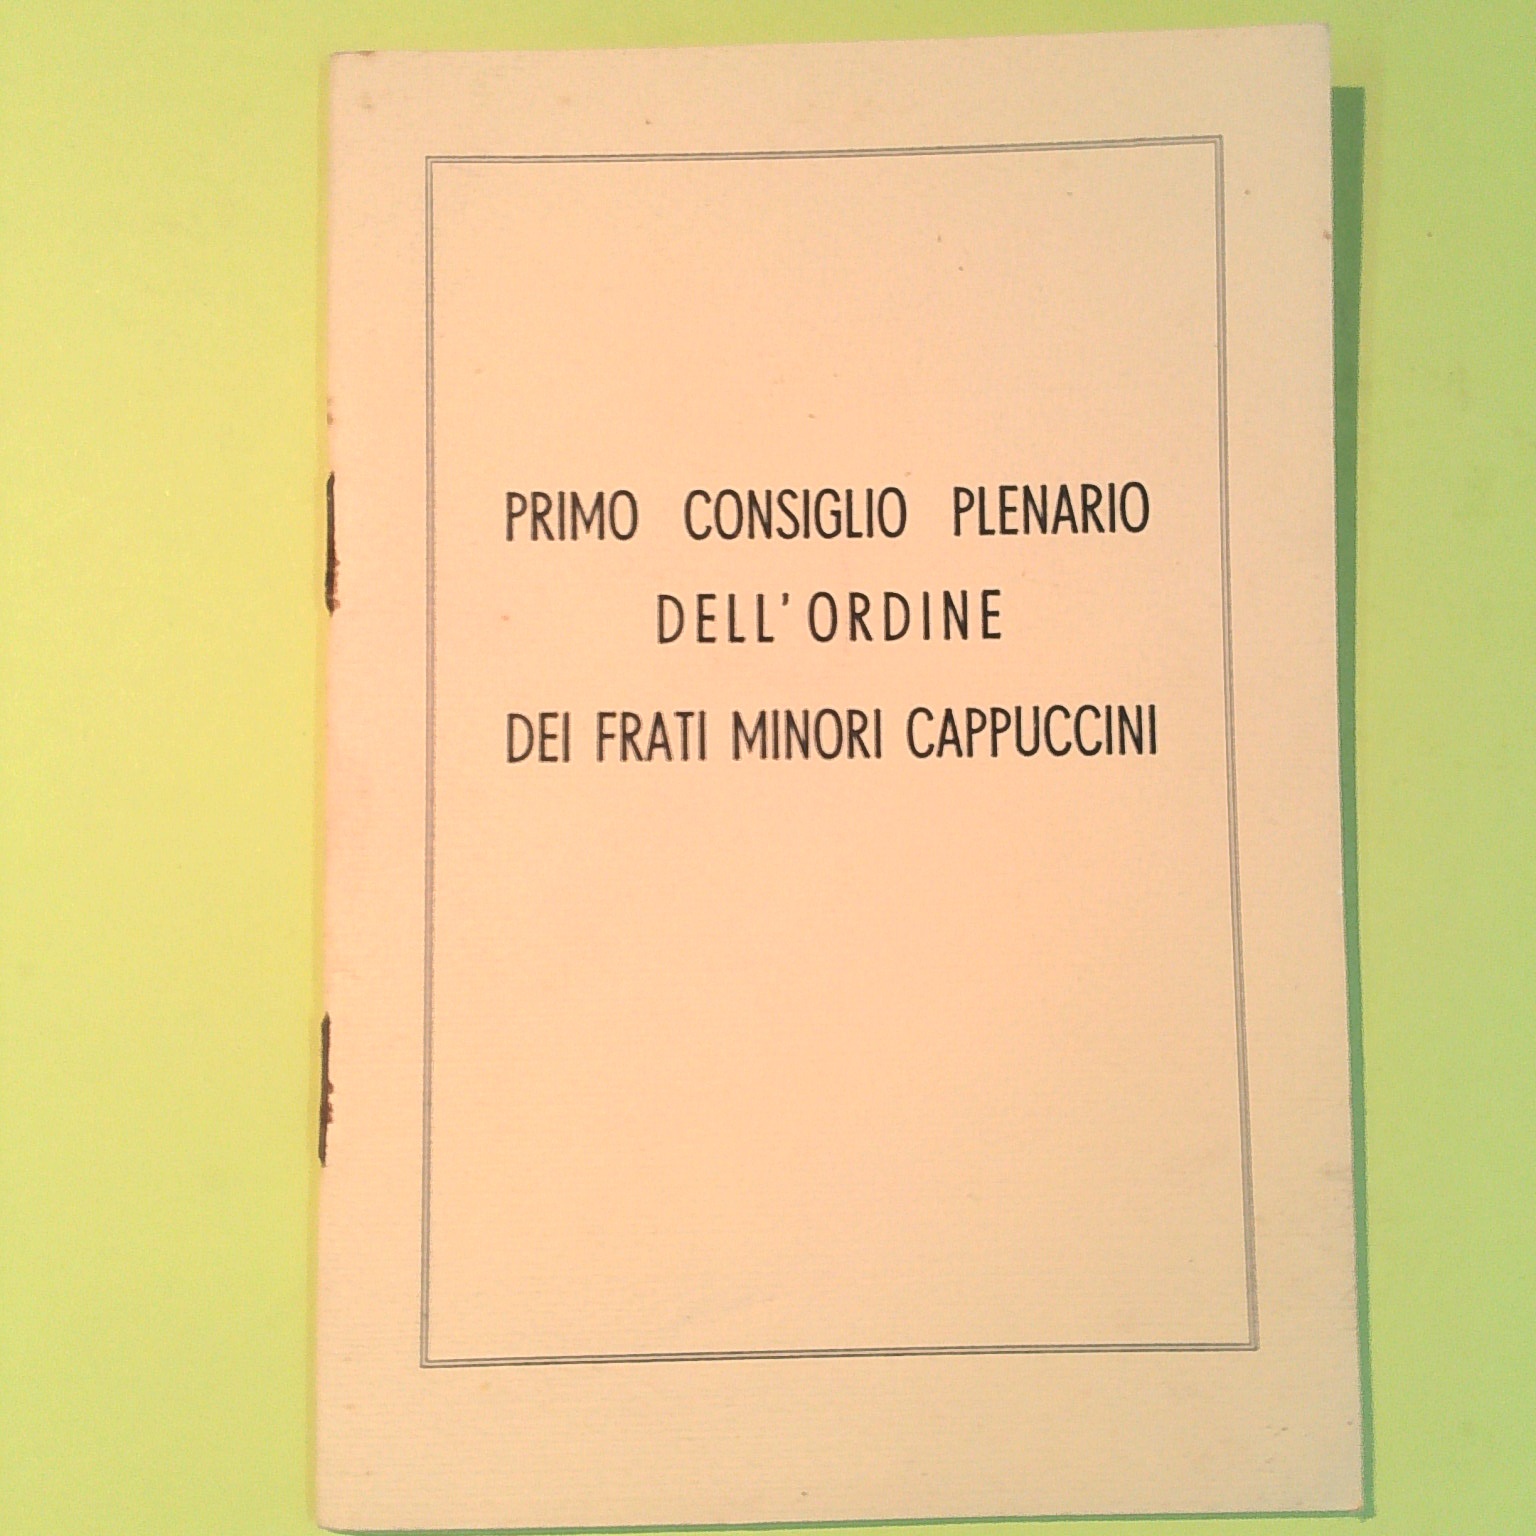 PRIMO CONSIGLIO PLENARIO
DELL'ORDINE
DEI FRATI MINORI CAPPUCCINI